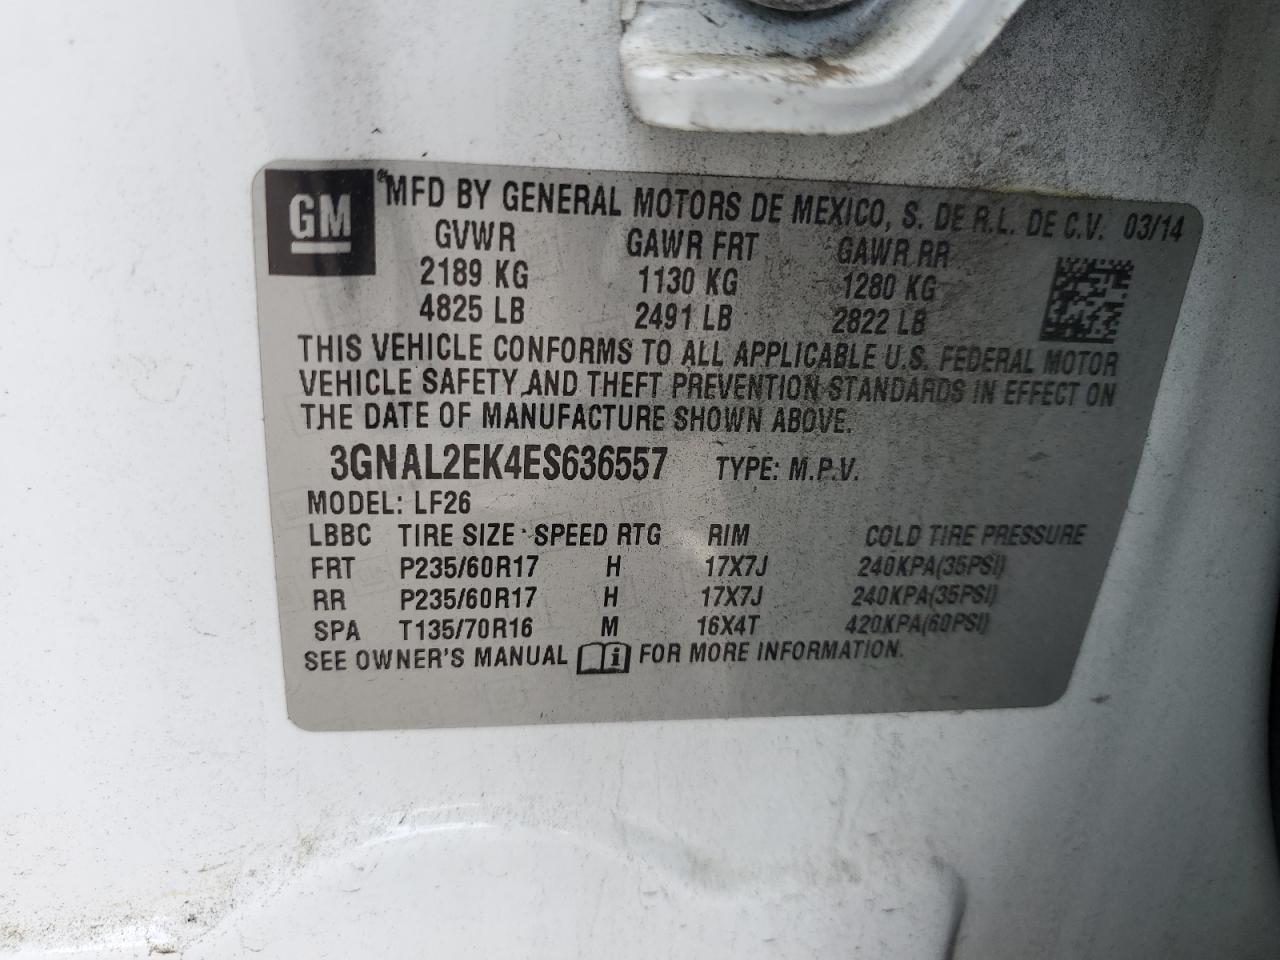 GM ® MFD BY GENERAL MOTORS DE MEXICO, S. DE R.L. DE C.V. 03/14
GVWR GAWR FRT GAWR RR
2189 KG 1130 KG 1280 KG
4825 LB 2491 LB 2822 LB
THIS VEHICLE CONFORMS TO ALL APPLICABLE U.S. FEDERAL MOTOR
VEHICLE SAFETY AND THEFT PREVENTION STANDARDS IN EFFECT ON
THE DATE OF MANUFACTURE SHOWN ABOVE.
3GNAL2EK4ES636557 TYPE: M.P.V.
MODEL: LF26
LBBC TIRE SIZE SPEED RTG RIM COLD TIRE PRESSURE
FRT P235/60R17 H 17X7J 240KPA(35PSI)
RR P235/60R17 H 17X7J 240KPA(35PSI)
SPA T135/70R16 M 16X4T 420KPA(60PSI)
SEE OWNER'S MANUAL i FOR MORE INFORMATION.